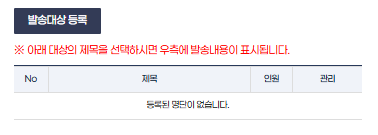 발송대상 등록
※ 아래 대상의 제목을 선택하시면 우측에 발송내용이 표시됩니다.
No 제목 인원 관리
등록된 명단이 없습니다.